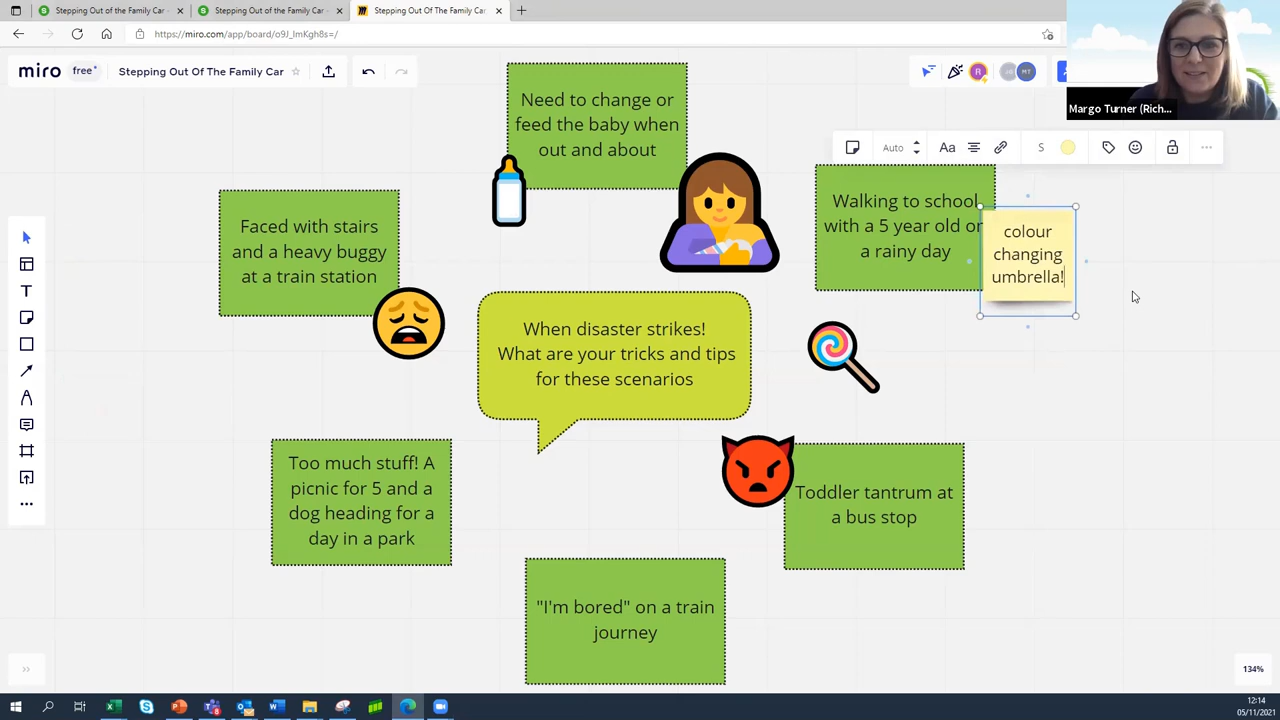 Stepping Out of the Family Car -
Stepping Out of the Family Car -
Stepping Out Of The Family Car,
https://miro.com/app/board/o9J_lmKgh8s=/
miro
free
Stepping Out Of The Family Car
R
MT
Margo Turner (Rich...
Auto
Aa
S
Need to change or
feed the baby when
out and about
Walking to school
with a 5 year old on
a rainy day
colour
changing
umbrella!
Faced with stairs
and a heavy buggy
at a train station
When disaster strikes!
What are your tricks and tips
for these scenarios
Too much stuff! A
picnic for 5 and a
dog heading for a
day in a park
Toddler tantrum at
a bus stop
"I'm bored" on a train
journey
134%
12:14
05/11/2021